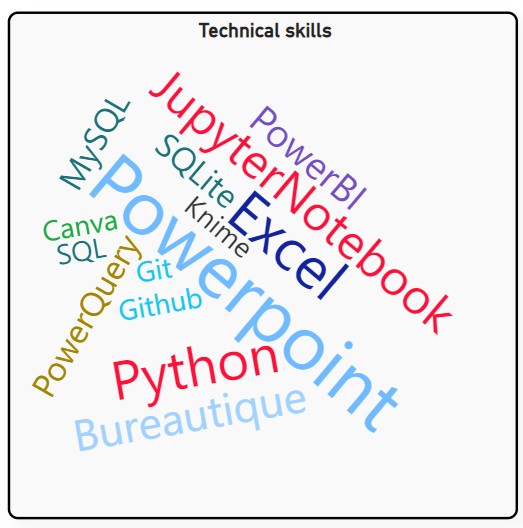 Technical skills
JupyterNotebook
MySQL
PowerBI
SQLite
Powerpoint
Knime
Excel
Canva
SQL
PowerQuery
Git
Github
Python
Bureautique